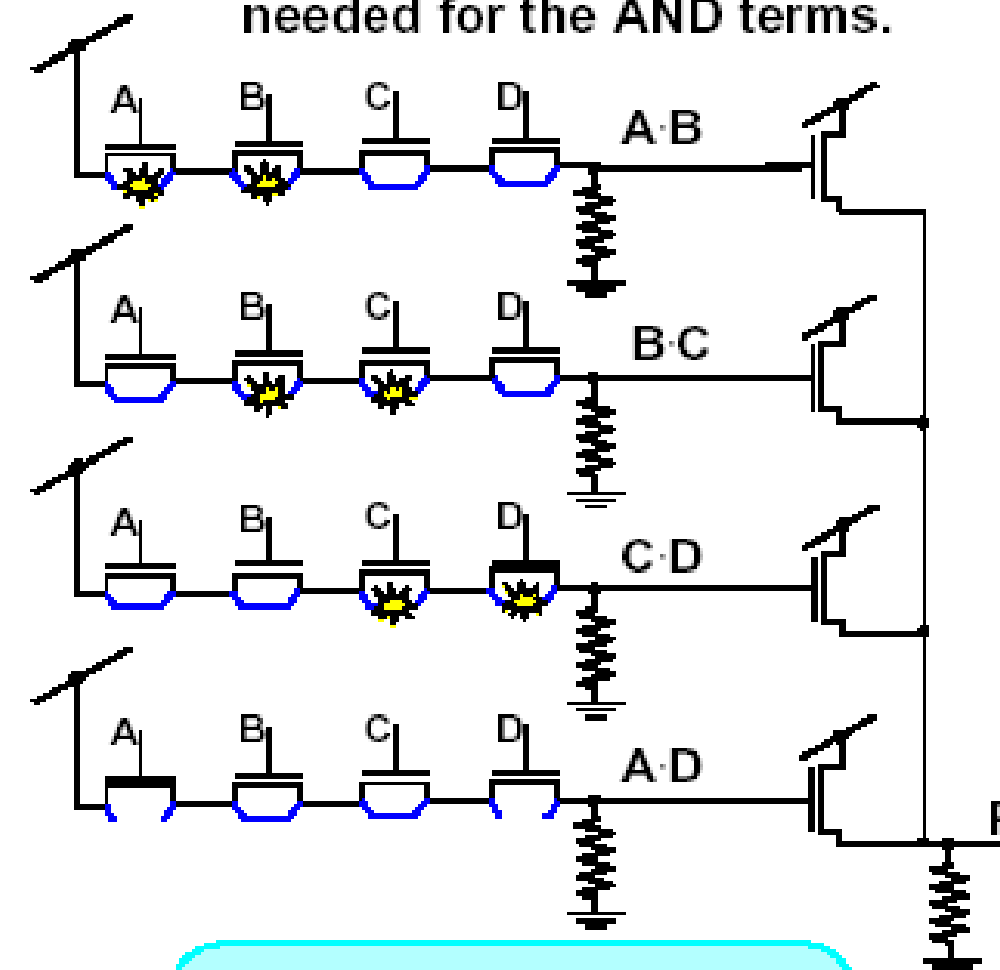 needed for the AND terms.
A B C D A·B
A B C D B·C
A B C D C·D
A B C D A·D